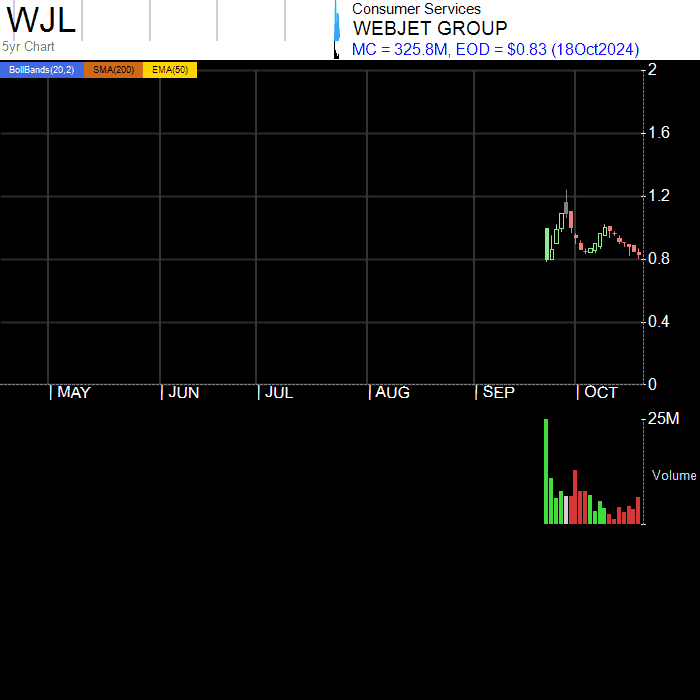 WJL
5yr Chart
Consumer Services
WEBJET GROUP
MC = 325.8M, EOD = $0.83 (18Oct2024)
BollBands(20,2) SMA(200) EMA(50)
2
1.6
1.2
0.8
0.4
0
| MAY | JUN | JUL | AUG | SEP | OCT
25M
Volume